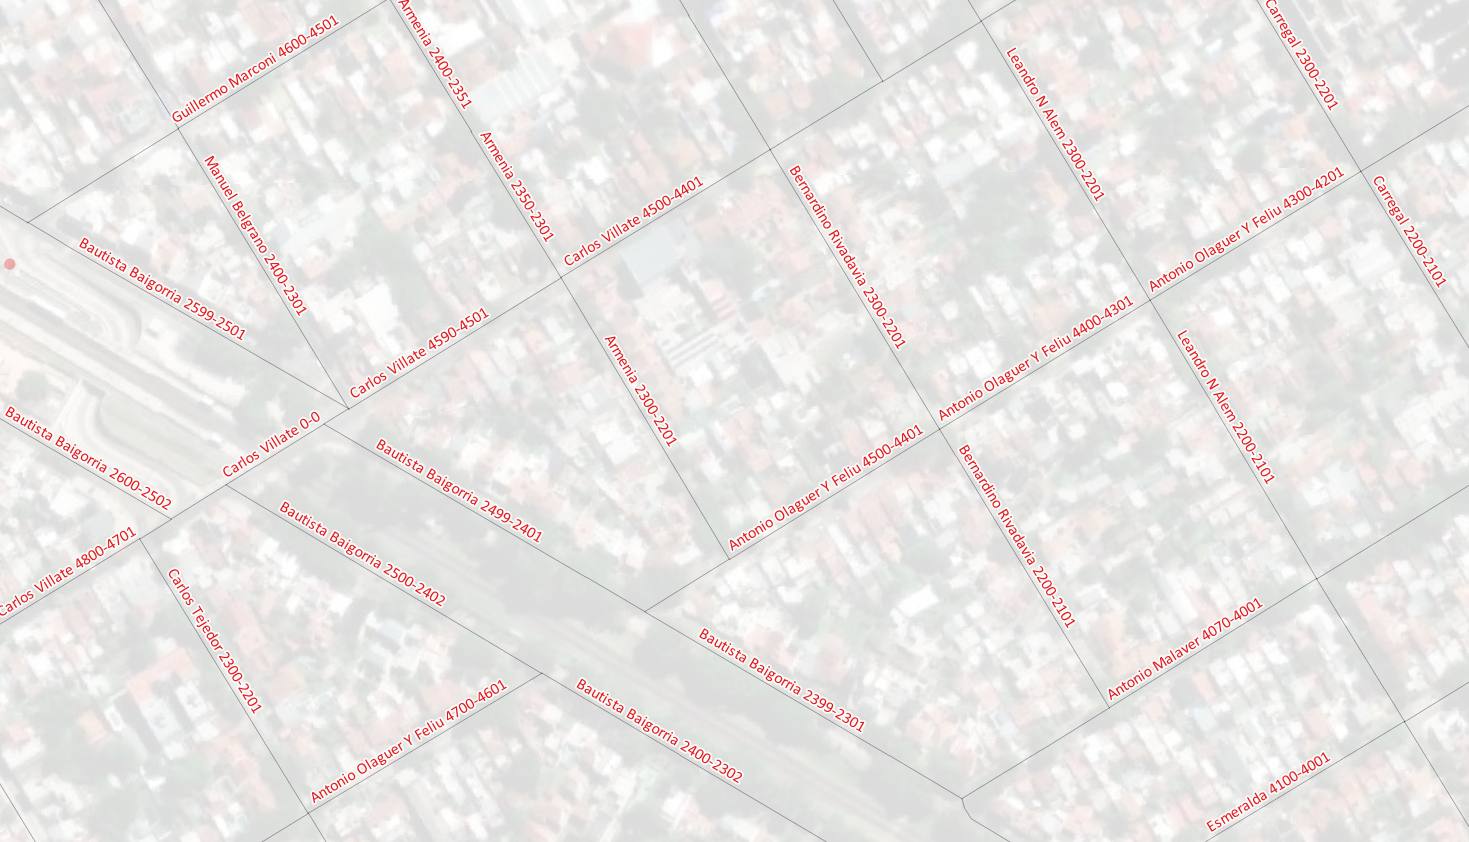 Guillermo Marconi 4600-4501
Armenia 2400-2351
Carregal 2300-2201
Leandro N Alem 2300-2201
Armenia 2350-2301
Manuel Belgrano 2400-2301
Carlos Villate 4500-4401
Bernardino Rivadavia 2300-2201
Antonio Olaguer Y Feliu 4300-4201
Carregal 2200-2101
Bautista Baigorria 2599-2501
Carlos Villate 4590-4501
Antonio Olaguer Y Feliu 4400-4301
Armenia 2300-2201
Leandro N Alem 2200-2101
Bautista Baigorria 2600-2502
Carlos Villate 0-0
Bautista Baigorria 2499-2401
Antonio Olaguer Y Feliu 4500-4401
Bernardino Rivadavia 2200-2101
Bautista Baigorria 2500-2402
Carlos Villate 4800-4701
Carlos Tejedor 2300-2201
Antonio Malaver 4070-4001
Bautista Baigorria 2399-2301
Antonio Olaguer Y Feliu 4700-4601
Bautista Baigorria 2400-2302
Esmeralda 4100-4001